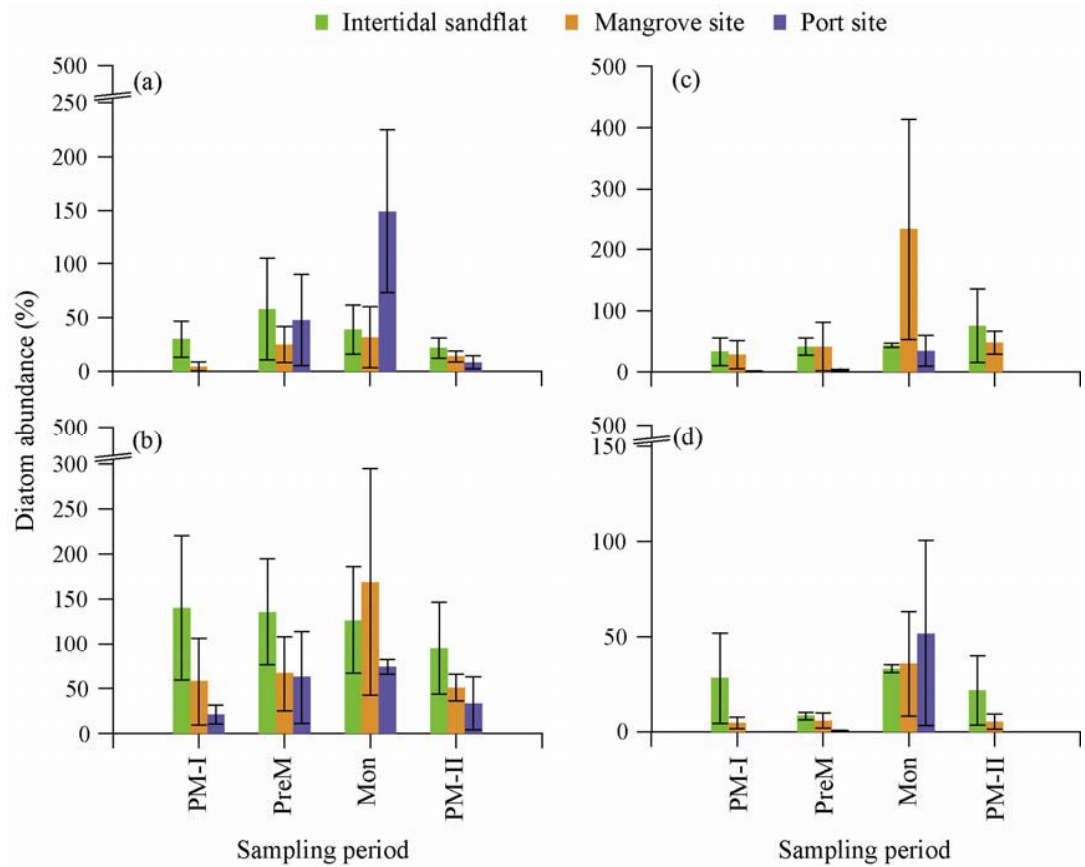 Intertidal sandflat Mangrove site Port site
Diatom abundance (%)
(a)
500
250
200
150
100
50
0
(c)
500
400
300
200
100
0
(b)
500
300
250
200
150
100
50
0
PM-I PreM Mon PM-II
Sampling period
(d)
500
150
100
50
0
PM-I PreM Mon PM-II
Sampling period